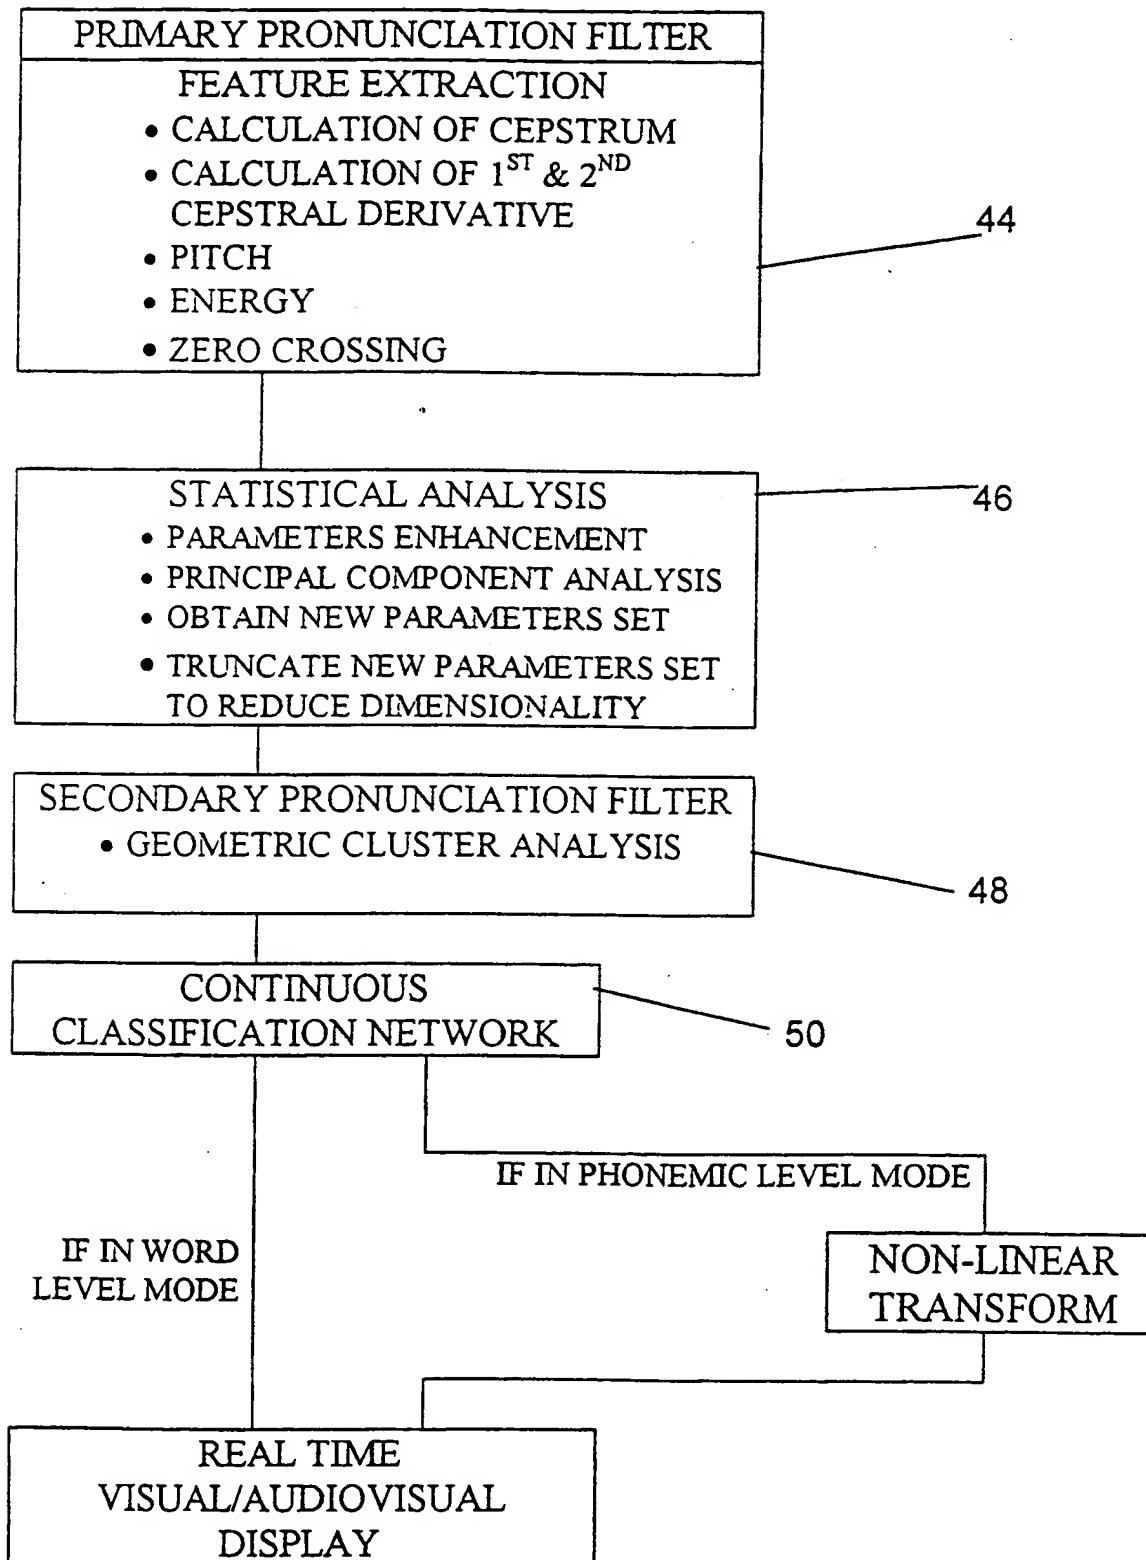 PRIMARY PRONUNCIATION FILTER
FEATURE EXTRACTION
• CALCULATION OF CEPSTRUM
• CALCULATION OF 1ST & 2ND
CEPSTRAL DERIVATIVE
• PITCH
• ENERGY
• ZERO CROSSING
44
STATISTICAL ANALYSIS
• PARAMETERS ENHANCEMENT
• PRINCIPAL COMPONENT ANALYSIS
• OBTAIN NEW PARAMETERS SET
• TRUNCATE NEW PARAMETERS SET
TO REDUCE DIMENSIONALITY
46
SECONDARY PRONUNCIATION FILTER
• GEOMETRIC CLUSTER ANALYSIS
48
CONTINUOUS
CLASSIFICATION NETWORK
50
IF IN PHONEMIC LEVEL MODE
IF IN WORD
LEVEL MODE
NON-LINEAR
TRANSFORM
REAL TIME
VISUAL/AUDIOVISUAL
DISPLAY